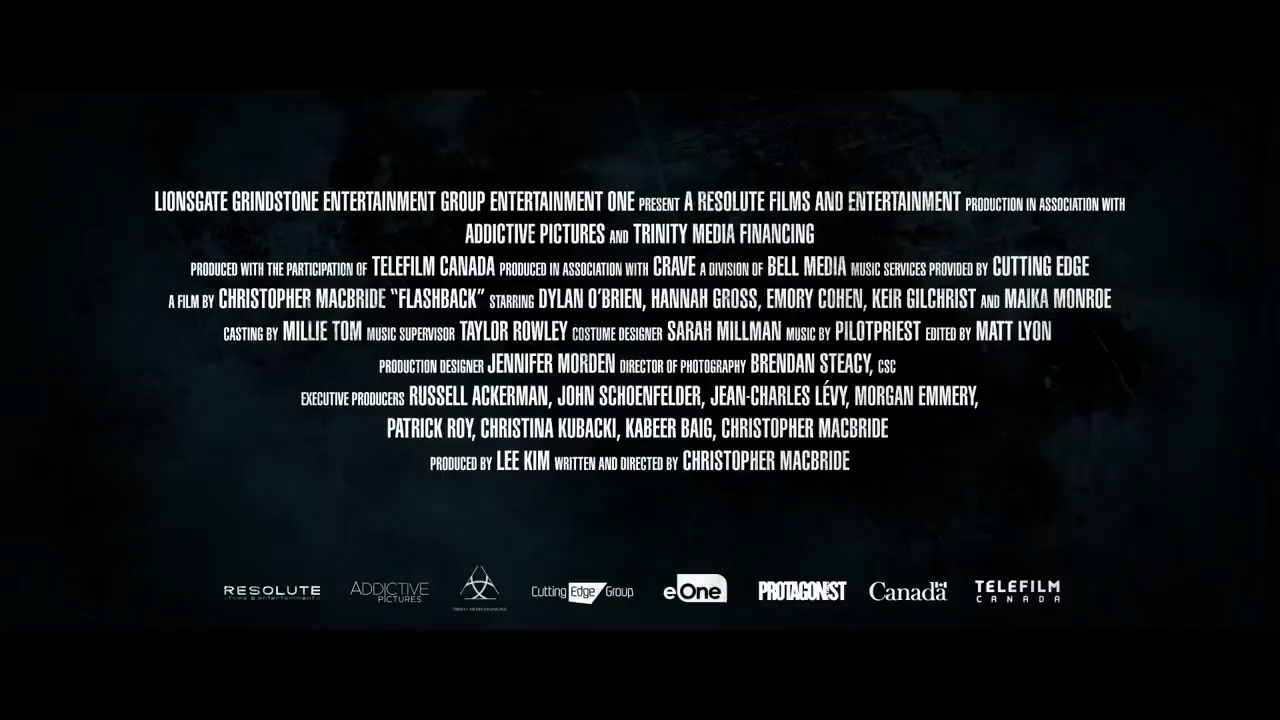 LIONSGATE GRINDSTONE ENTERTAINMENT GROUP ENTERTAINMENT ONE PRESENT A RESOLUTE FILMS AND ENTERTAINMENT PRODUCTION IN ASSOCIATION WITH
ADDICTIVE PICTURES AND TRINITY MEDIA FINANCING
PRODUCED WITH THE PARTICIPATION OF TELEFILM CANADA PRODUCED IN ASSOCIATION WITH CRAVE A DIVISION OF BELL MEDIA MUSIC SERVICES PROVIDED BY CUTTING EDGE
A FILM BY CHRISTOPHER MACBRIDE “FLASHBACK” STARRING DYLAN O'BRIEN, HANNAH GROSS, EMORY COHEN, KEIR GILCHRIST AND MAIKA MONROE
CASTING BY MILLIE TOM MUSIC SUPERVISOR TAYLOR ROWLEY COSTUME DESIGNER SARAH MILLMAN MUSIC BY PILOTPRIEST EDITED BY MATT LYON
PRODUCTION DESIGNER JENNIFER MORDEN DIRECTOR OF PHOTOGRAPHY BRENDAN STEACY, CSC
EXECUTIVE PRODUCERS RUSSELL ACKERMAN, JOHN SCHOENFELDER, JEAN-CHARLES LÉVY, MORGAN EMMERY,
PATRICK ROY, CHRISTINA KUBACKI, KABEER BAIG, CHRISTOPHER MACBRIDE
PRODUCED BY LEE KIM WRITTEN AND DIRECTED BY CHRISTOPHER MACBRIDE
RESOLUTE
films & entertainment
ADDICTIVE
PICTURES
TRINITY MEDIA FINANCING
Cutting Edge Group
eOne
PROTAGONIST
Canada
TELEFILM
CANADA